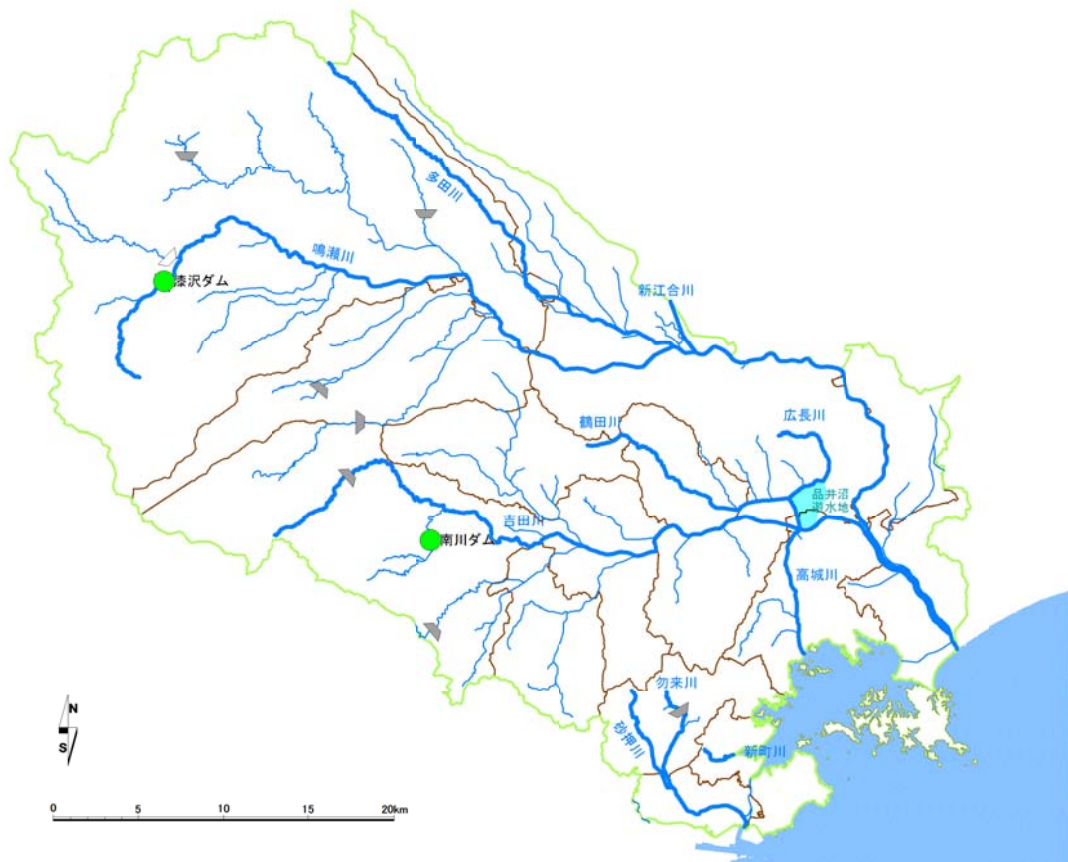 多田川
鳴瀬川
漆沢ダム
新江合川
鶴田川
広長川
品井沼
遊水地
吉田川
南川ダム
高城川
勿来川
砂押川
新町川
N
S
0
5
10
20km